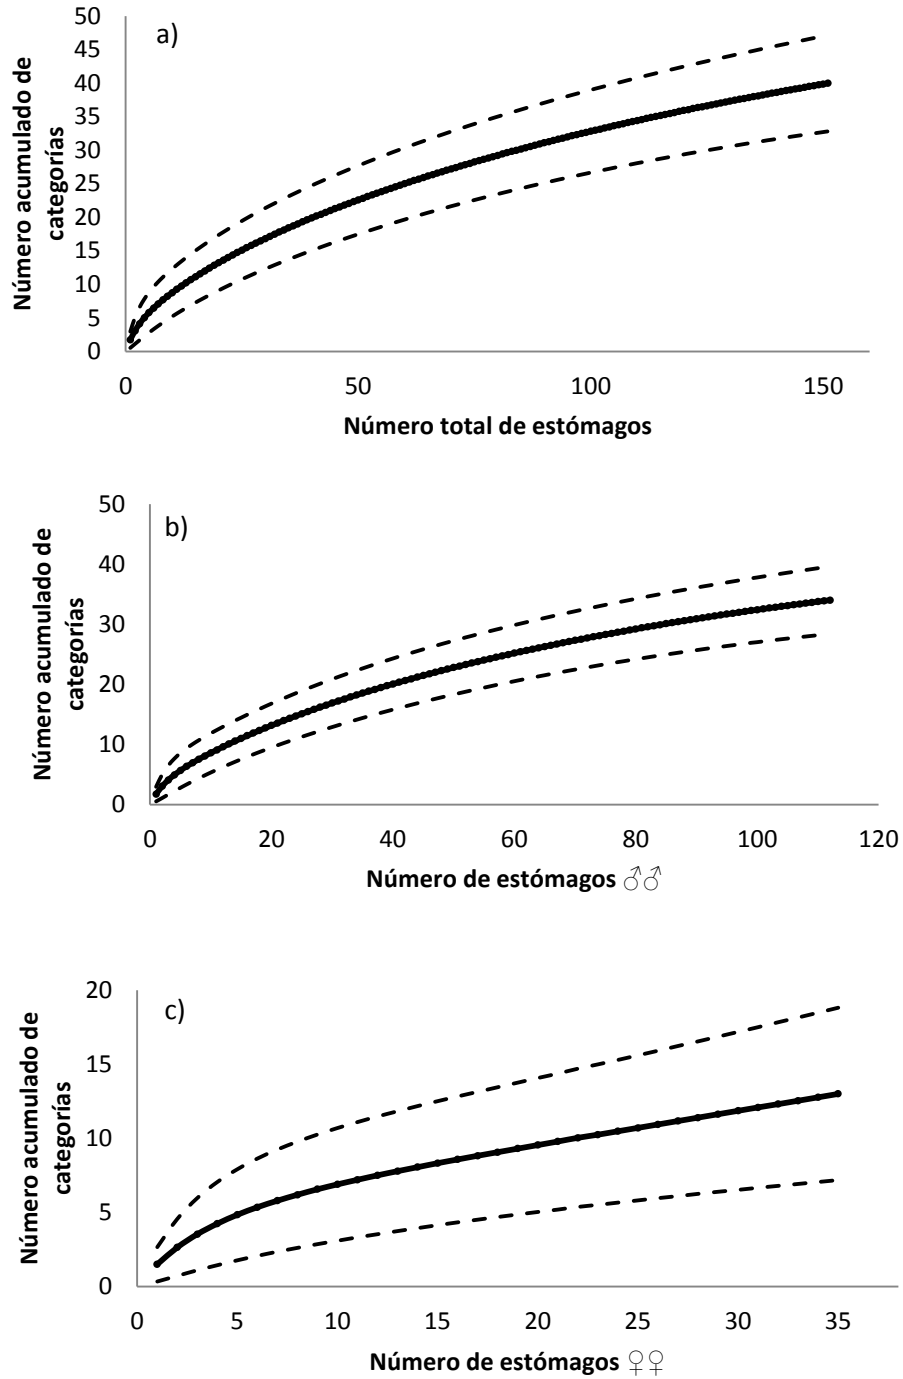 a)
Número acumulado de
categorías
50
45
40
35
30
25
20
15
10
5
0
0 50 100 150
Número total de estómagos
b)
Número acumulado de
categorías
50
40
30
20
10
0
0 20 40 60 80 100 120
Número de estómagos ♂♂
c)
Número acumulado de
categorías
20
15
10
5
0
0 5 10 15 20 25 30 35
Número de estómagos ♀♀